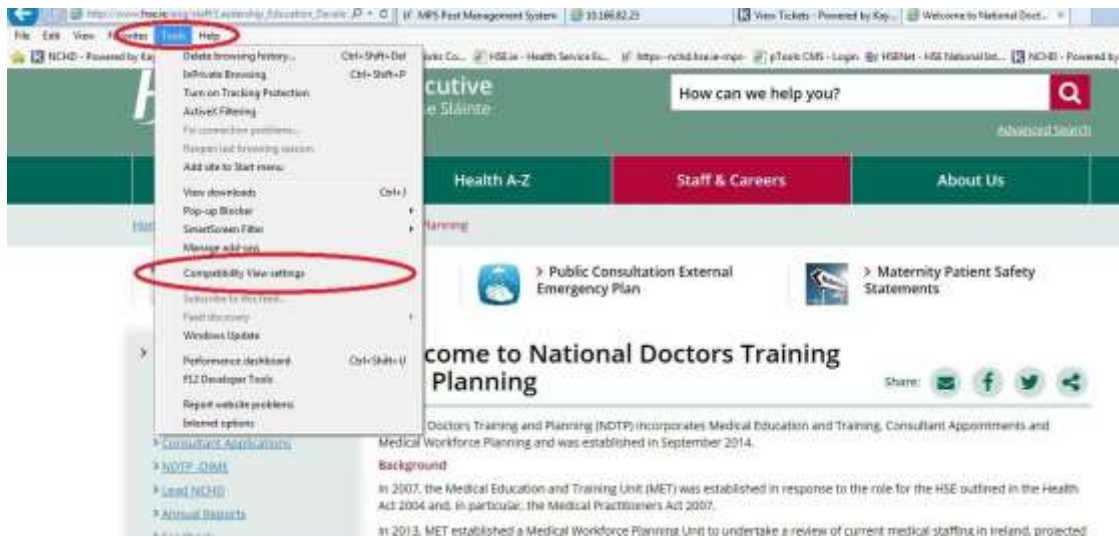 MPS Post Management System
10.166.82.23
View Tickets - Powered by Kay...
Welcome to National Doct...
File Edit View Favorites Tools Help
NCHD - Powered by Kay
HSE.ie - Health Service Ex...
pTools CMS - Login
HSENet - HSE National Int...
NCHD - Powered by
Delete browsing history... Ctrl+Shift+Del
InPrivate Browsing Ctrl+Shift+P
Turn on Tracking Protection
ActiveX Filtering
Fix connection problems...
Reopen last browsing session
Add site to Start menu
View downloads Ctrl+J
Pop-up Blocker
SmartScreen Filter
Manage add-ons
Compatibility View settings
Subscribe to this feed...
Feed discovery
Windows Update
Performance dashboard Ctrl+Shift+U
F12 Developer Tools
Report website problems
Internet options
cutive
e Sláinte
How can we help you?
Advanced Search
Health A-Z
Staff & Careers
About Us
Planning
> Public Consultation External
Emergency Plan
> Maternity Patient Safety
Statements
come to National Doctors Training
Planning
Share:
Doctors Training and Planning (NDTP) incorporates Medical Education and Training, Consultant Appointments and
Medical Workforce Planning and was established in September 2014.
Background
In 2007, the Medical Education and Training Unit (MET) was established in response to the role for the HSE outlined in the Health
Act 2004 and, in particular, the Medical Practitioners Act 2007.
In 2013, MET established a Medical Workforce Planning Unit to undertake a review of current medical staffing in Ireland, projected
> Consultant Applications
> NDTP -DIME
> Lead NCHD
> Annual Reports